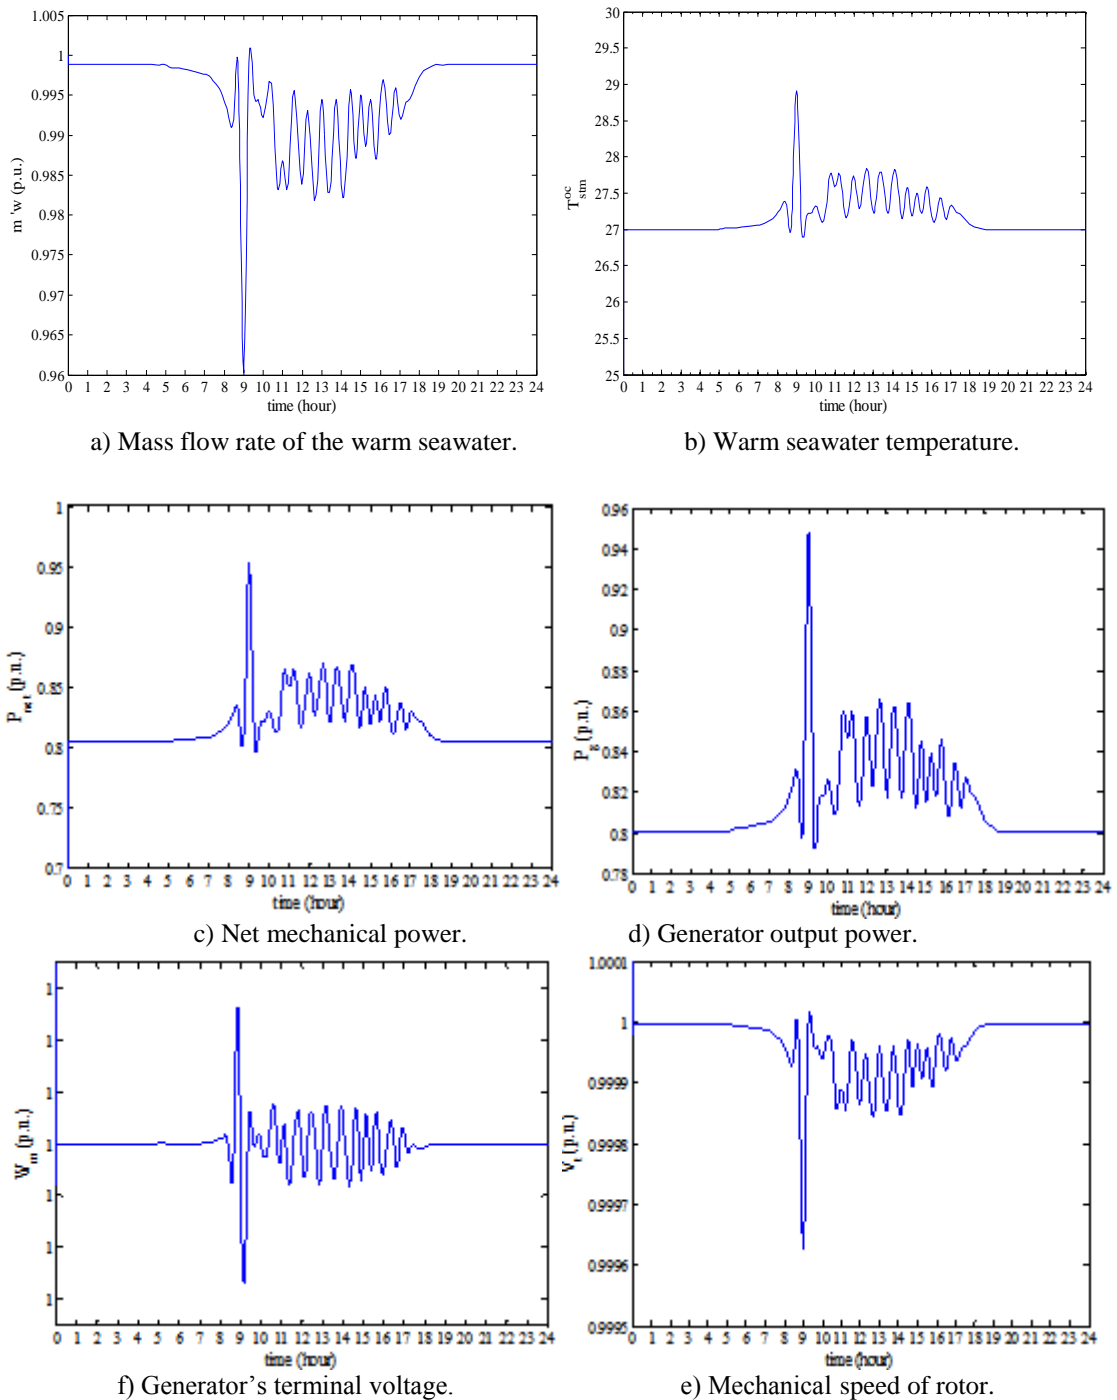 1.005
1
0.995
0.99
0.985
0.98
0.975
0.97
0.965
0.96
m 'w (p.u.)
0 1 2 3 4 5 6 7 8 9 10 11 12 13 14 15 16 17 18 19 20 21 22 23 24
time (hour)
a) Mass flow rate of the warm seawater.
30
29.5
29
28.5
28
27.5
27
26.5
26
25.5
25
T^oc_stm
0 1 2 3 4 5 6 7 8 9 10 11 12 13 14 15 16 17 18 19 20 21 22 23 24
time (hour)
b) Warm seawater temperature.
1
0.95
0.9
0.85
0.8
0.75
0.7
P_net (p.u.)
0 1 2 3 4 5 6 7 8 9 10 11 12 13 14 15 16 17 18 19 20 21 22 23 24
time (hour)
c) Net mechanical power.
0.96
0.94
0.92
0.9
0.88
0.86
0.84
0.82
0.8
0.78
P_g (p.u.)
0 1 2 3 4 5 6 7 8 9 10 11 12 13 14 15 16 17 18 19 20 21 22 23 24
time (hour)
d) Generator output power.
1
1
1
1
1
1
1
W_m (p.u.)
0 1 2 3 4 5 6 7 8 9 10 11 12 13 14 15 16 17 18 19 20 21 22 23 24
time (hour)
f) Generator's terminal voltage.
1.0001
1
0.9999
0.9998
0.9997
0.9996
0.9995
V_t (p.u.)
0 1 2 3 4 5 6 7 8 9 10 11 12 13 14 15 16 17 18 19 20 21 22 23 24
time (hour)
e) Mechanical speed of rotor.